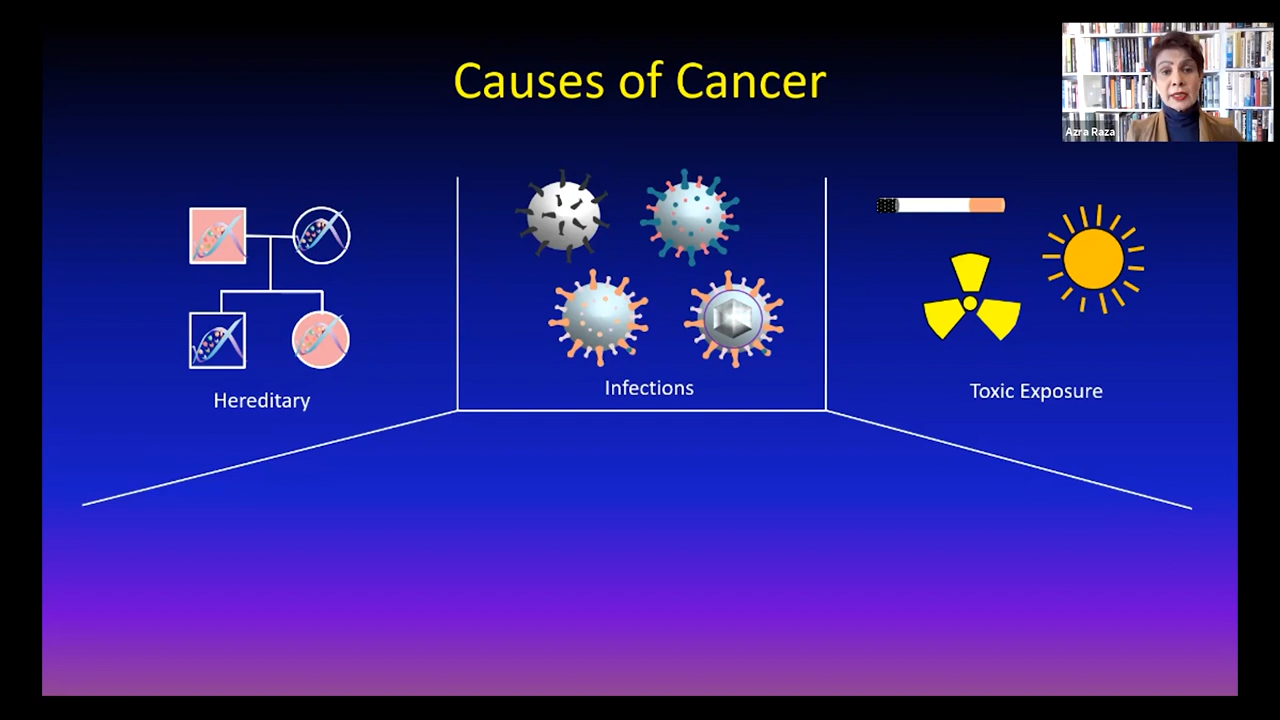 Causes of Cancer
Azra Raza
Hereditary
Infections
Toxic Exposure